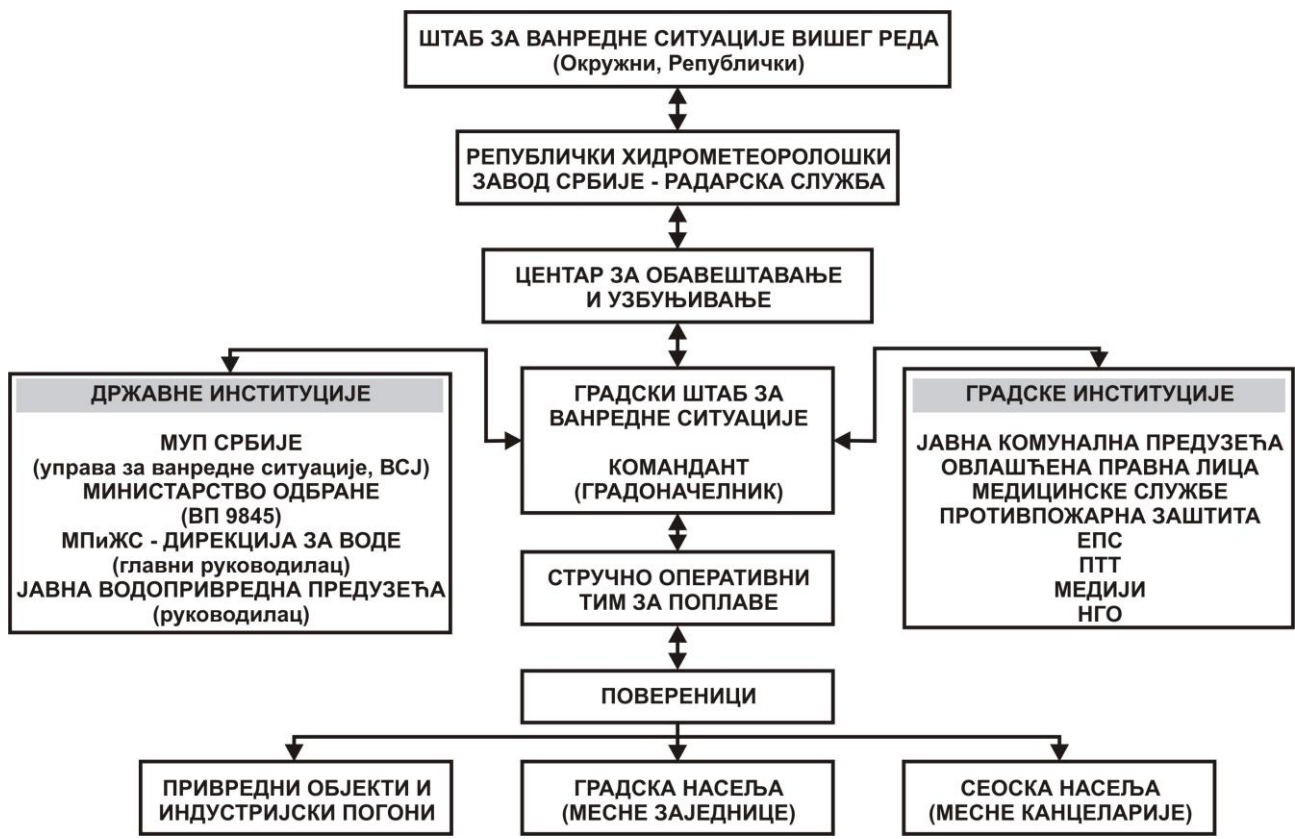 ШТАБ ЗА ВАНРЕДНЕ СИТУАЦИЈЕ ВИШЕГ РЕДА
(Окружни, Републички)
РЕПУБЛИЧКИ ХИДРОМЕТЕОРОЛОШКИ
ЗАВОД СРБИЈЕ - РАДАРСКА СЛУЖБА
ЦЕНТАР ЗА ОБАВЕШТАВАЊЕ
И УЗБУЊИВАЊЕ
ДРЖАВНЕ ИНСТИТУЦИЈЕ
МУП СРБИЈЕ
(управа за ванредне ситуације, ВСЈ)
МИНИСТАРСТВО ОДБРАНЕ
(ВП 9845)
МПиЖС - ДИРЕКЦИЈА ЗА ВОДЕ
(главни руководилац)
ЈАВНА ВОДОПРИВРЕДНА ПРЕДУЗЕЋА
(руководилац)
ГРАДСКИ ШТАБ ЗА
ВАНРЕДНЕ СИТУАЦИЈЕ
КОМАНДАНТ
(ГРАДОНАЧЕЛНИК)
ГРАДСКЕ ИНСТИТУЦИЈЕ
ЈАВНА КОМУНАЛНА ПРЕДУЗЕЋА
ОВЛАШЋЕНА ПРАВНА ЛИЦА
МЕДИЦИНСКЕ СЛУЖБЕ
ПРОТИВПОЖАРНА ЗАШТИТА
ЕПС
ПТТ
МЕДИЈИ
НГО
СТРУЧНО ОПЕРАТИВНИ
ТИМ ЗА ПОПЛАВЕ
ПОВЕРЕНИЦИ
ПРИВРЕДНИ ОБЈЕКТИ И
ИНДУСТРИЈСКИ ПОГОНИ
ГРАДСКА НАСЕЉА
(МЕСНЕ ЗАЈЕДНИЦЕ)
СЕОСКА НАСЕЉА
(МЕСНЕ КАНЦЕЛАРИЈЕ)